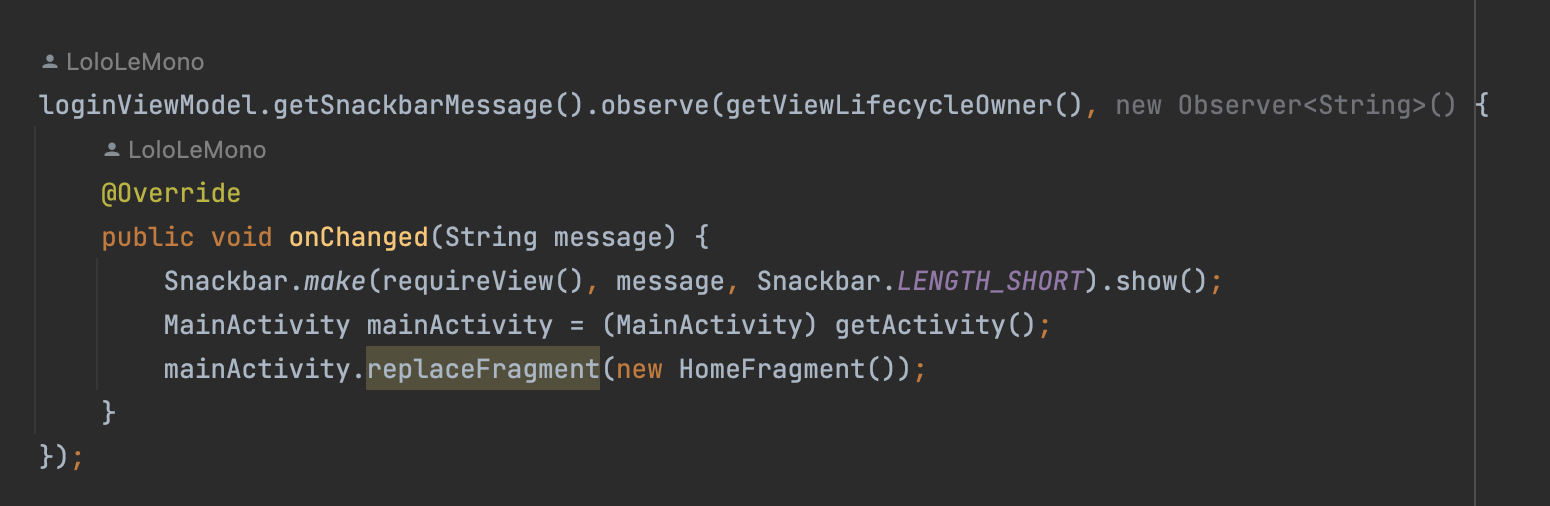 LoloLeMono
loginViewModel.getSnackbarMessage().observe(getViewLifecycleOwner(), new Observer<String>() {
LoloLeMono
@Override
public void onChanged(String message) {
Snackbar.make(requireView(), message, Snackbar.LENGTH_SHORT).show();
MainActivity mainActivity = (MainActivity) getActivity();
mainActivity.replaceFragment(new HomeFragment());
}
});